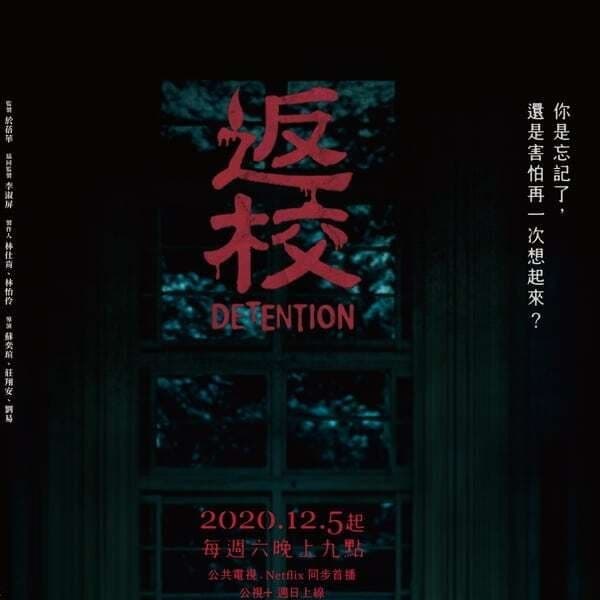 返校
DETENTION
你是忘記了，
還是害怕再一次想起來？
監製 於蓓華 協同監製 李淑屏 製作人 林仕肯、林怡伶 導演 蘇奕瑄、莊翔安、劉易
2020.12.5起
每週六晚上九點
公共電視．Netflix 同步首播
公視+ 週日上線